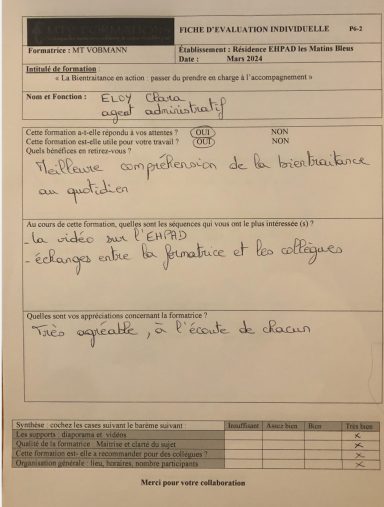 MTV FORMATIONS
FICHE D'EVALUATION INDIVIDUELLE P6-2
Formatrice : MT VOBMANN
Établissement : Résidence EHPAD les Matins Bleus
Date : Mars 2024
Intitulé de formation :
« La Bientraitance en action : passer du prendre en charge à l'accompagnement »
Nom et Fonction : ELOY Clara
agent administratif
Cette formation a-t-elle répondu à vos attentes ? OUI NON
Cette formation est-elle utile pour votre travail ? OUI NON
Quels bénéfices en retirez-vous ?
Meilleure compréhension de la bientraitance
au quotidien
Au cours de cette formation, quelles sont les séquences qui vous ont le plus intéressée (s) ?
- la vidéo sur l'EHPAD
- échanges entre la formatrice et les collègues
Quelles sont vos appréciations concernant la formatrice ?
Très agréable, à l'écoute de chacun
Synthèse : cochez les cases suivant le barème suivant : Insuffisant Assez bien Bien Très bien
Les supports : diaporama et vidéos x
Qualité de la formatrice : Maitrise et clarté du sujet x
Cette formation est- elle a recommander pour des collègues ? x
Organisation générale : lieu, horaires, nombre participants x
Merci pour votre collaboration